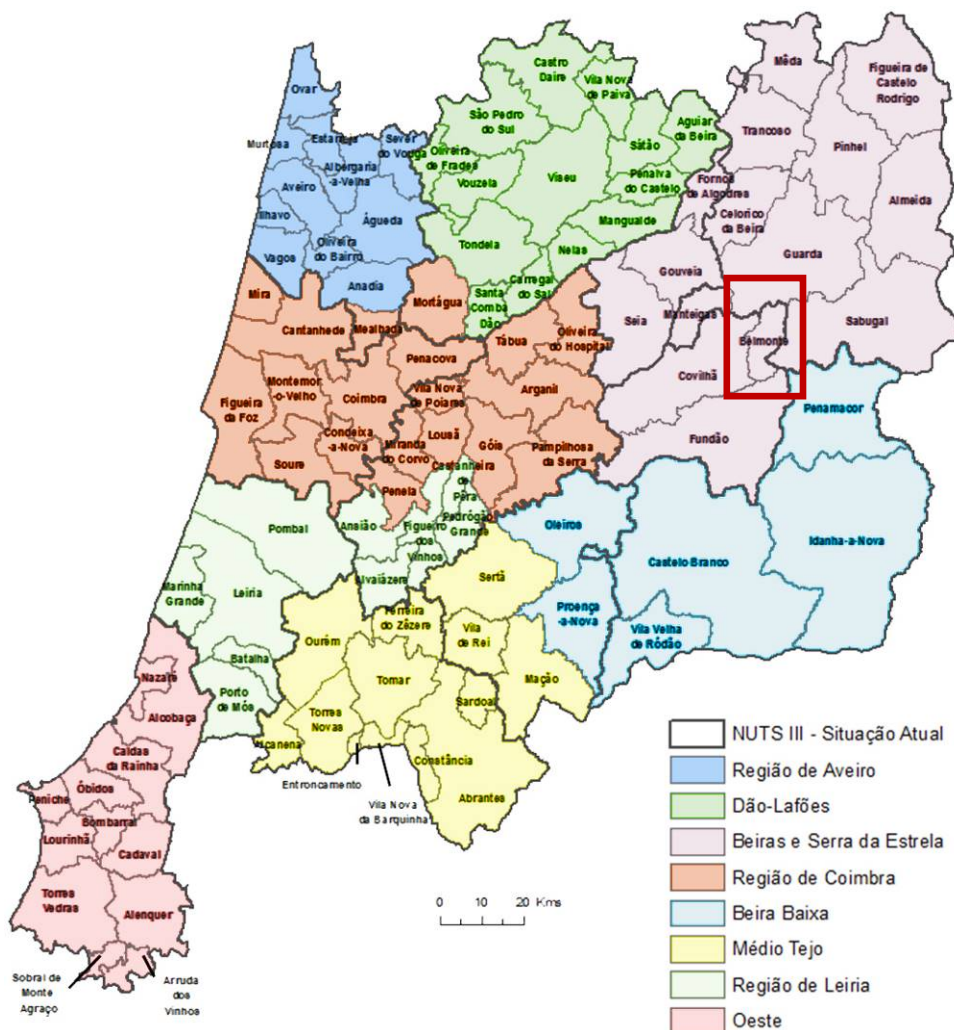 Mêda
Figueira de
Castelo
Rodrigo
Castro
Daire
Vila Nova
de Paiva
Ovar
São Pedro
do Sul
Aguiar
da Beira
Trancoso
Pinhel
Murtosa
Estarreja
Sever
do Vouga
Oliveira
de Frades
Sátão
Albergaria
-a-Velha
Vouzela
Viseu
Penalva
do Castelo
Fornos
de Algodres
Aveiro
Almeida
Ílhavo
Águeda
Mangualde
Celorico
da Beira
Oliveira
do Bairro
Vagos
Tondela
Nelas
Guarda
Gouveia
Anadia
Carregal
do Sal
Mira
Mortágua
Santa
Comba
Dão
Seia
Manteigas
Sabugal
Cantanhede
Mealhada
Tábua
Oliveira
do Hospital
Belmonte
Penacova
Covilhã
Montemor
-o-Velho
Coimbra
Vila Nova
de Poiares
Arganil
Figueira
da Foz
Penamacor
Condeixa
-a-Nova
Lousã
Fundão
Soure
Miranda
do Corvo
Góis
Pampilhosa
da Serra
Penela
Castanheira
de
Pêra
Pombal
Ansião
Figueiro
dos
Vinhos
Pedrógão
Grande
Oleiros
Idanha-a-Nova
Castelo Branco
Sertã
Marinha
Grande
Leiria
Alvaiázere
Proença
-a-Nova
Ferreira
do Zêzere
Ourém
Vila
de Rei
Vila Velha
de Ródão
Batalha
Nazaré
Tomar
Mação
Porto
de Mós
Sardoal
Alcobaça
Torres
Novas
NUTS III - Situação Atual
Alcanena
Caldas
da Rainha
Constância
Região de Aveiro
Entroncamento
Óbidos
Abrantes
Peniche
Vila Nova
da Barquinha
Dão-Lafões
Bombarral
Lourinhã
Beiras e Serra da Estrela
Cadaval
Região de Coimbra
Torres
Vedras
Alenquer
0 10 20 Kms
Beira Baixa
Médio Tejo
Sobral de
Monte
Agraço
Arruda
dos
Vinhos
Região de Leiria
Oeste